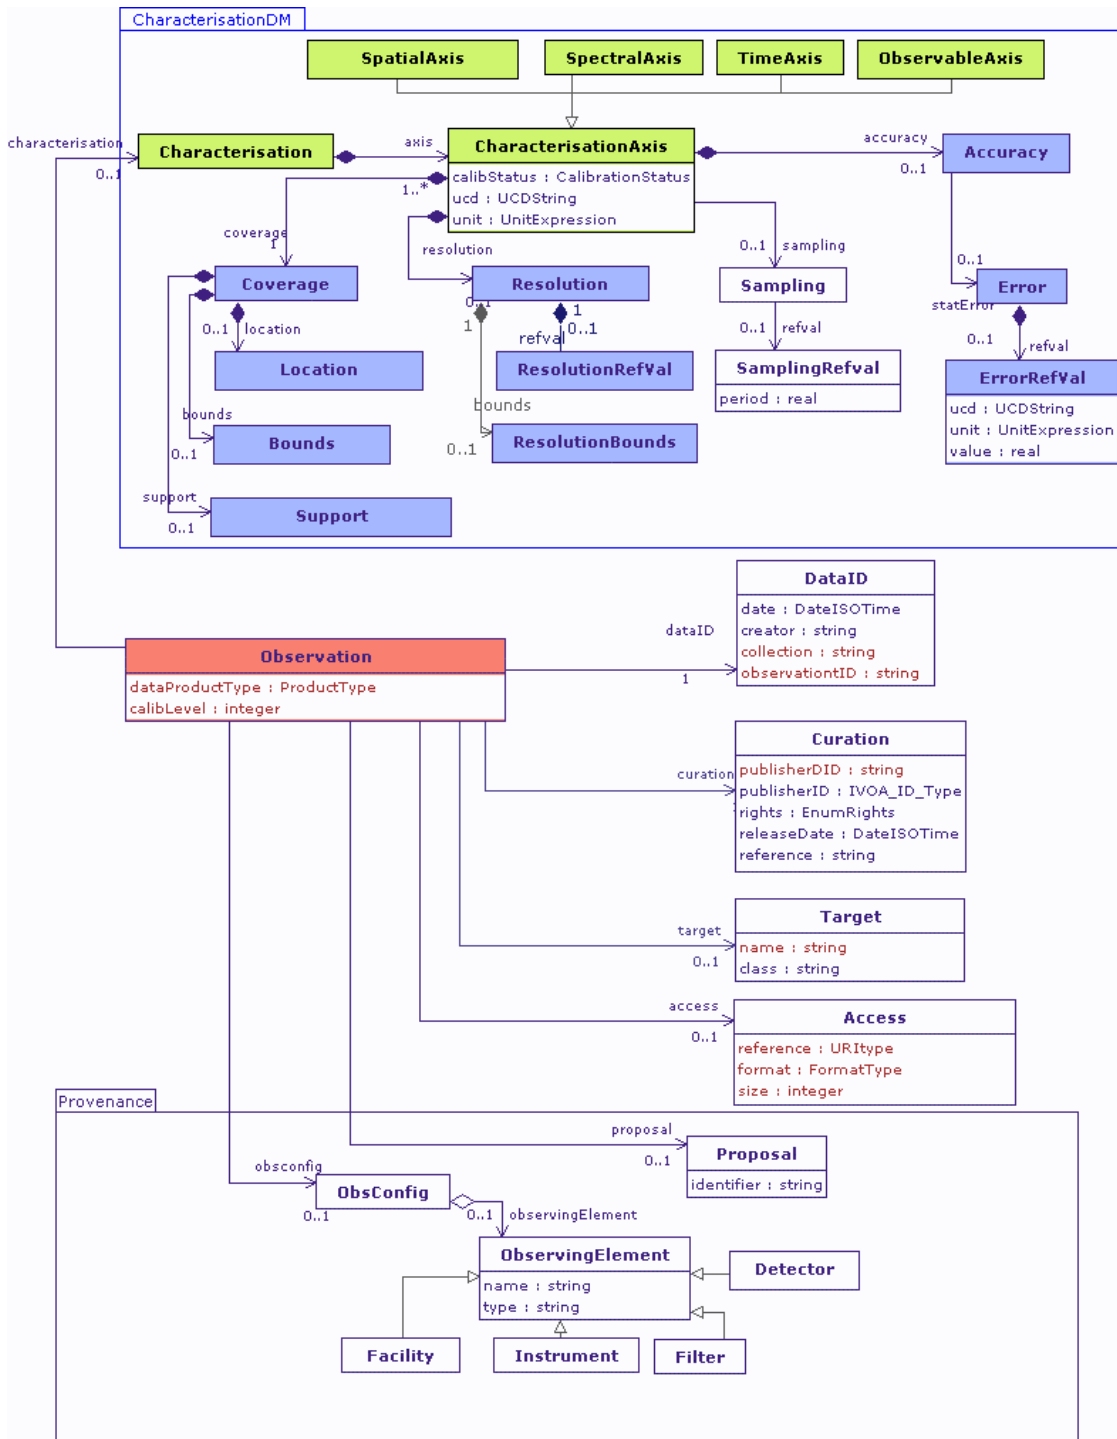 CharacterisationDM
SpatialAxis
SpectralAxis
TimeAxis
ObservableAxis
characterisation
0..1
Characterisation
axis
1..*
CharacterisationAxis
calibStatus : CalibrationStatus
ucd : UCDString
unit : UnitExpression
accuracy
0..1
Accuracy
coverage
1
resolution
0..1
0..1 sampling
0..1
statError
Coverage
Resolution
Sampling
Error
0..1 location
1
1
0..1
refval
0..1 refval
0..1
refval
Location
ResolutionRefVal
SamplingRefval
period : real
ErrorRefVal
ucd : UCDString
unit : UnitExpression
value : real
bounds
0..1
Bounds
bounds
0..1
ResolutionBounds
support
0..1
Support
Observation
dataProductType : ProductType
calibLevel : integer
dataID
1
DataID
date : DateISOTime
creator : string
collection : string
observationtID : string
curation
Curation
publisherDID : string
publisherID : IVOA_ID_Type
rights : EnumRights
releaseDate : DateISOTime
reference : string
target
0..1
Target
name : string
class : string
access
0..1
Access
reference : URItype
format : FormatType
size : integer
Provenance
proposal
0..1
Proposal
identifier : string
obsconfig
0..1
ObsConfig
0..1
observingElement
ObservingElement
name : string
type : string
Detector
Facility
Instrument
Filter